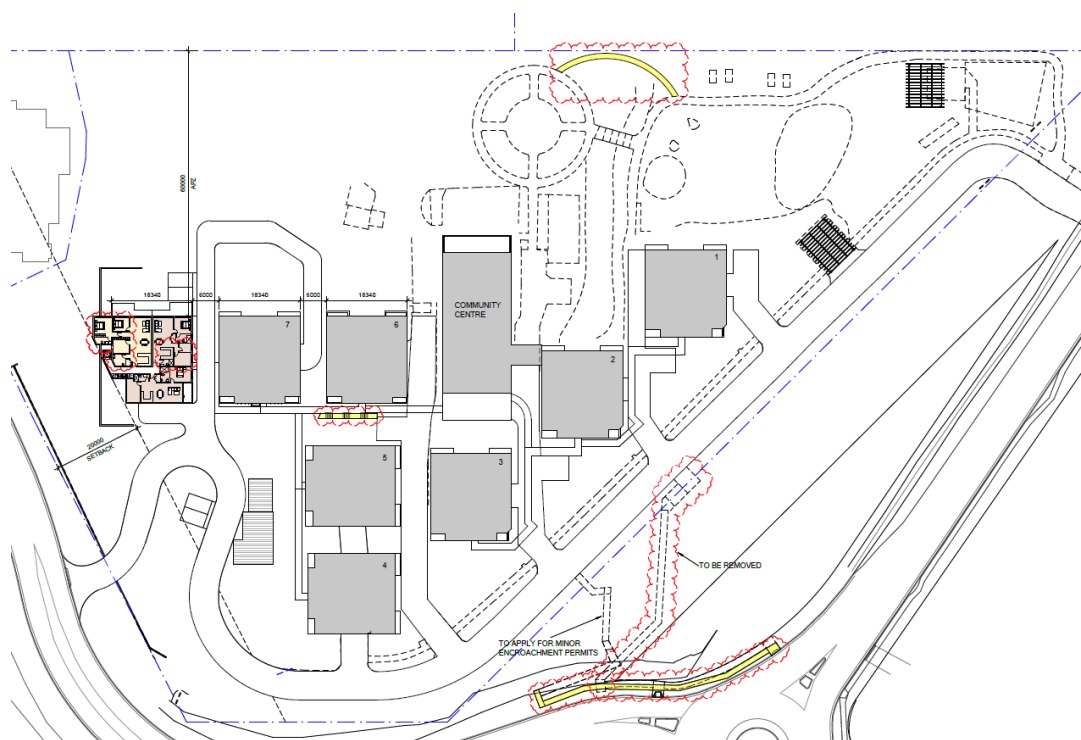 60000
APZ
1
18340
6000
18340
6000
18340
COMMUNITY
CENTRE
7
6
2
20000
SETBACK
5
3
4
TO BE REMOVED
TO APPLY FOR MINOR
ENCROACHMENT PERMITS